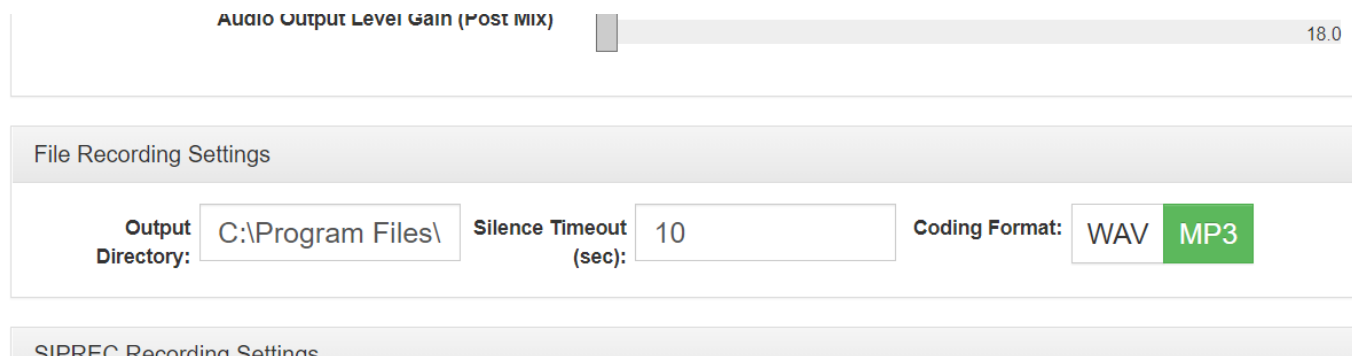 Audio Output Level Gain (Post Mix)
18.0
File Recording Settings
Output Directory:
C:\Program Files\
Silence Timeout (sec):
10
Coding Format:
WAV
MP3
SIPREC Recording Settings